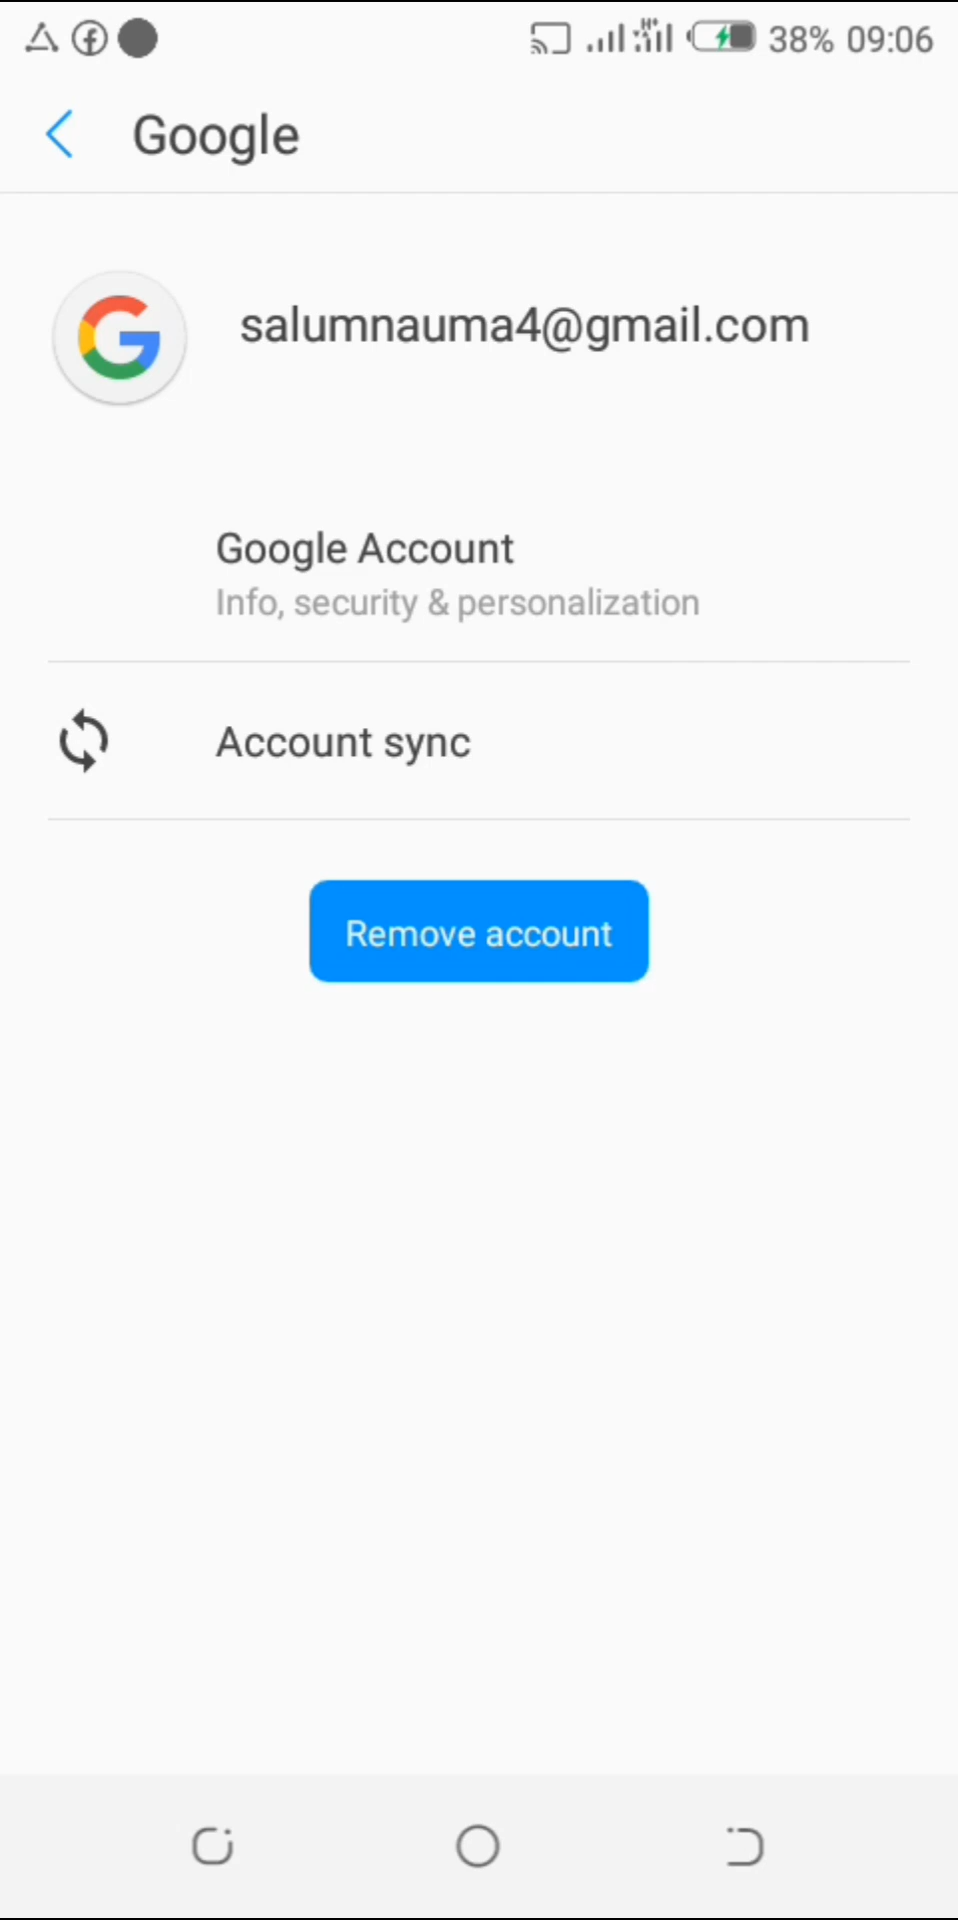 38% 09:06
Google
salumnauma4@gmail.com
Google Account
Info, security & personalization
Account sync
Remove account